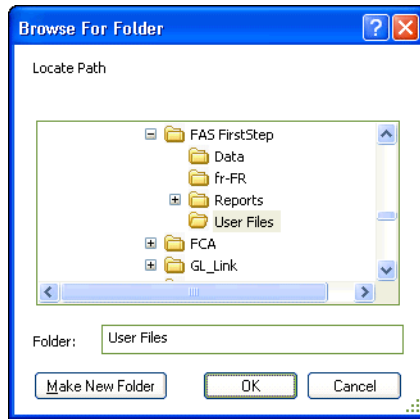 Browse For Folder
Locate Path
FAS FirstStep
Data
fr-FR
Reports
User Files
FCA
GL_Link
Folder: User Files
Make New Folder OK Cancel